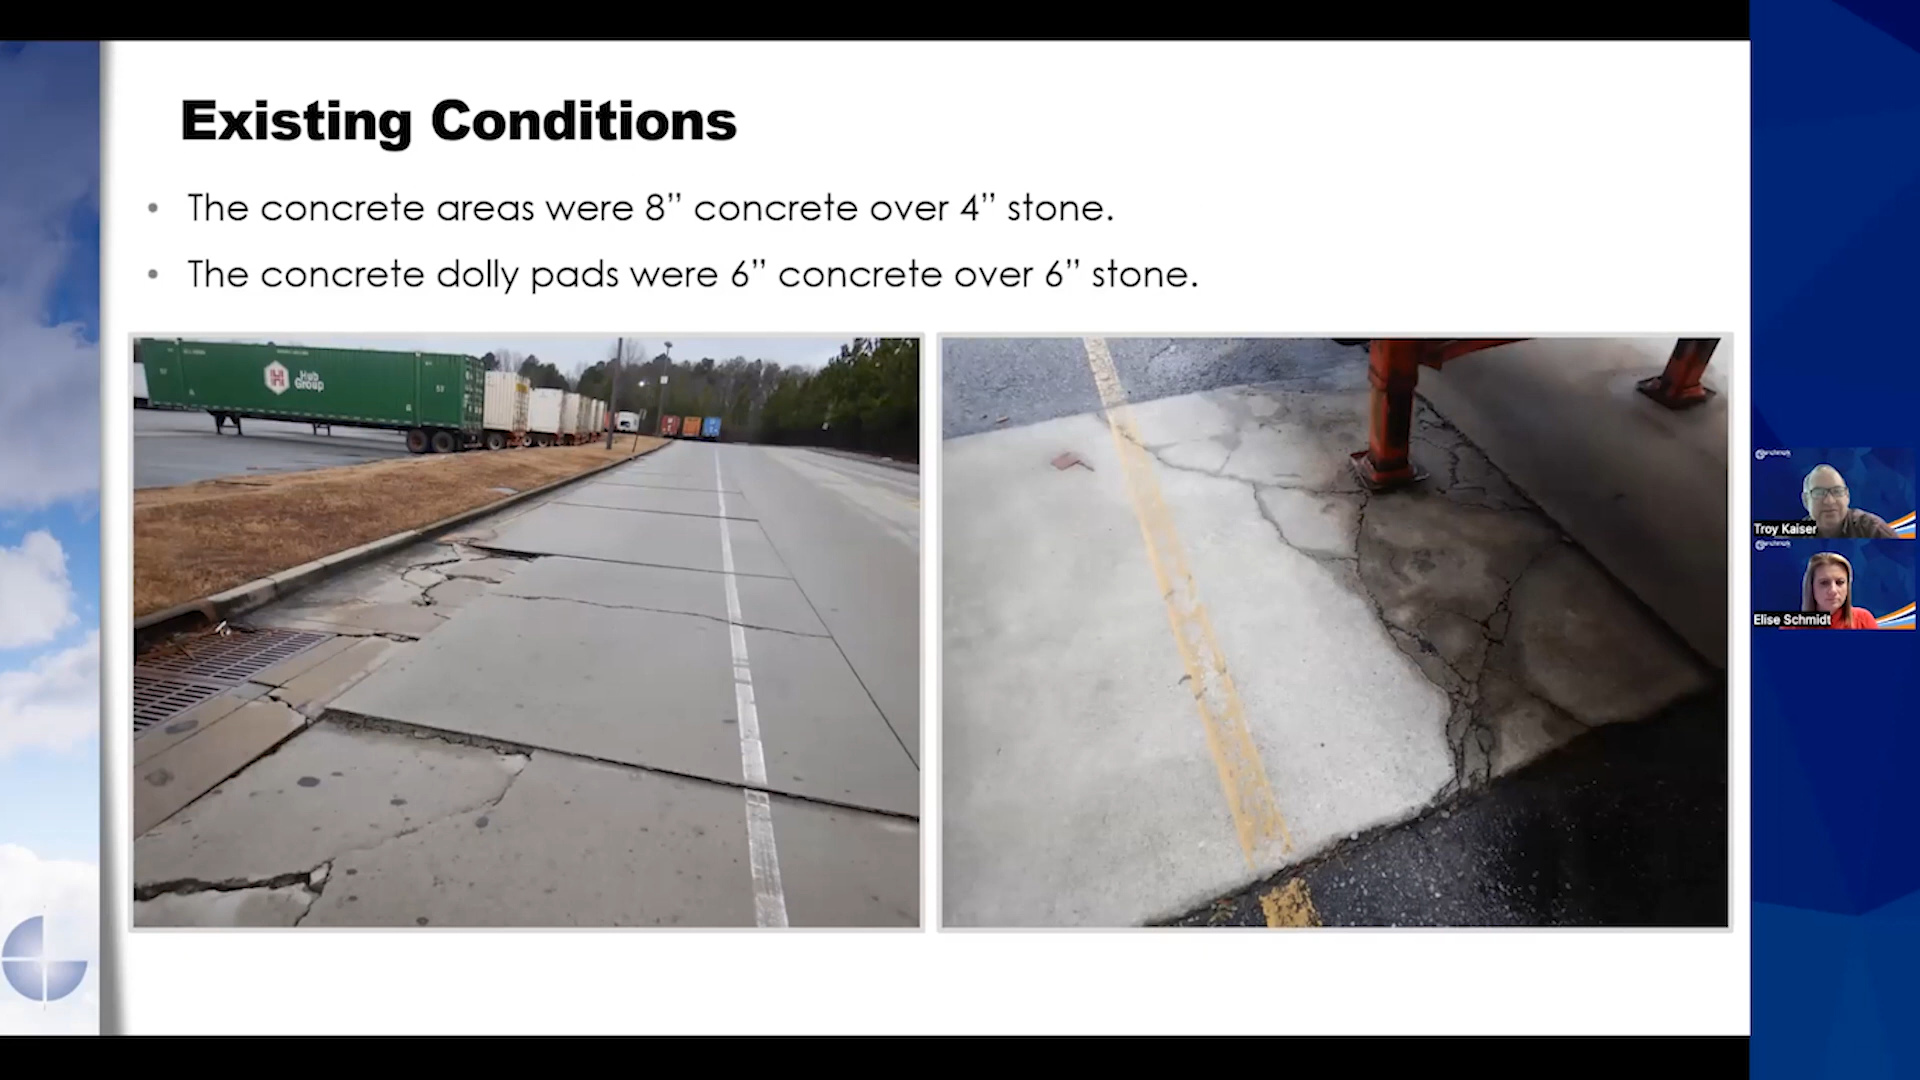 Existing Conditions
• The concrete areas were 8” concrete over 4” stone.
• The concrete dolly pads were 6” concrete over 6” stone.
Hub
Group
Troy Kaiser
Elise Schmidt